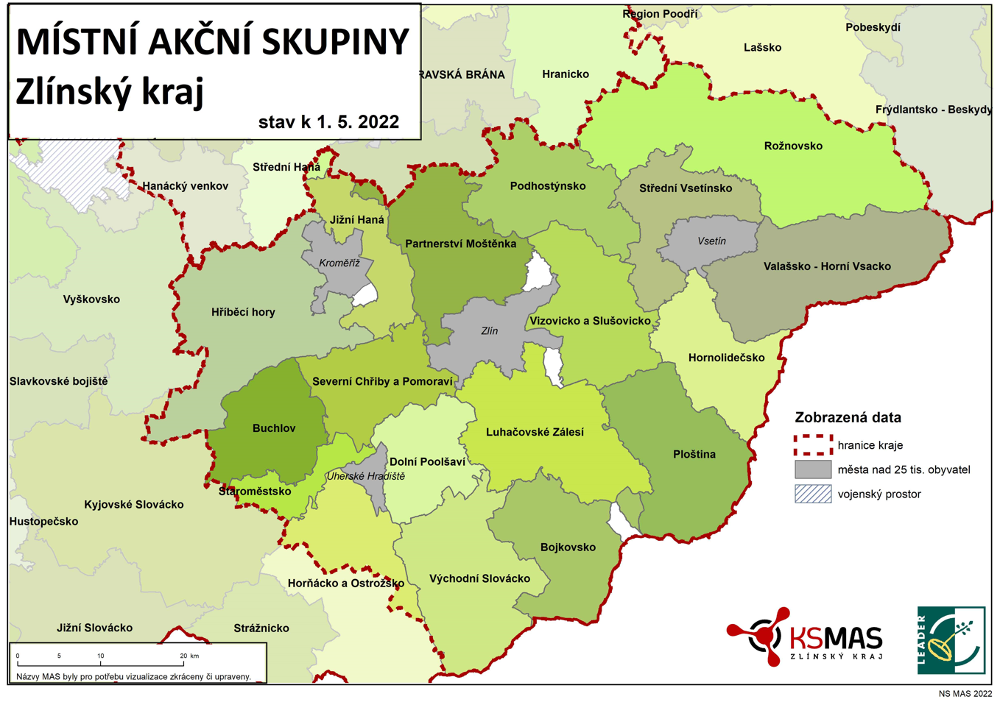 MÍSTNÍ AKČNÍ SKUPINY
Zlínský kraj
stav k 1. 5. 2022
Region Poodří
Pobeskydí
Lašsko
RAVSKÁ BRÁNA
Hranicko
Frýdlantsko - Beskydy
Rožnovsko
Střední Haná
Hanácký venkov
Podhostýnsko
Střední Vsetínsko
Jižní Haná
Partnerství Moštěnka
Vsetín
Kroměříž
Valašsko - Horní Vsacko
Vyškovsko
Hříběcí hory
Vizovicko a Slušovicko
Zlín
Hornolidečsko
Slavkovské bojiště
Severní Chřiby a Pomoraví
Zobrazená data
Buchlov
Luhačovské Zálesí
hranice kraje
Ploština
Dolní Poolšaví
města nad 25 tis. obyvatel
Uherské Hradiště
Staroměstsko
vojenský prostor
Kyjovské Slovácko
Hustopečsko
Bojkovsko
Východní Slovácko
Horňácko a Ostrožsko
Jižní Slovácko
Strážnicko
KSMAS
ZLÍNSKÝ KRAJ
LEADER
0 5 10 20 km
Názvy MAS byly pro potřebu vizualizace zkráceny či upraveny.
NS MAS 2022